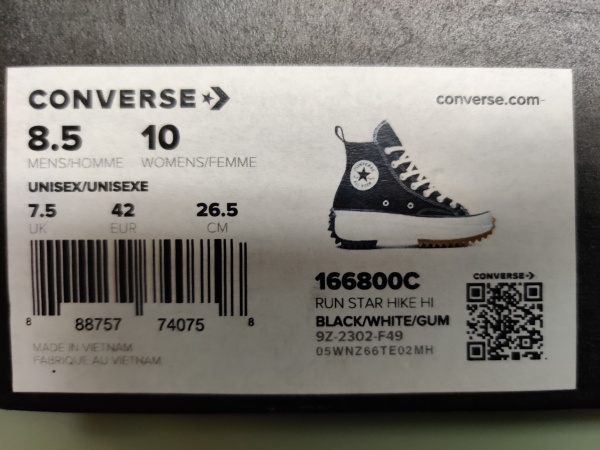 CONVERSE
converse.com
8.5 10
MENS/HOMME WOMENS/FEMME
UNISEX/UNISEXE
7.5 42 26.5
UK EUR CM
8 88757 74075 8
MADE IN VIETNAM
FABRIQUE AU VIETNAM
166800C
RUN STAR HIKE HI
BLACK/WHITE/GUM
9Z-2302-F49
05WNZ66TE02MH
CONVERSE